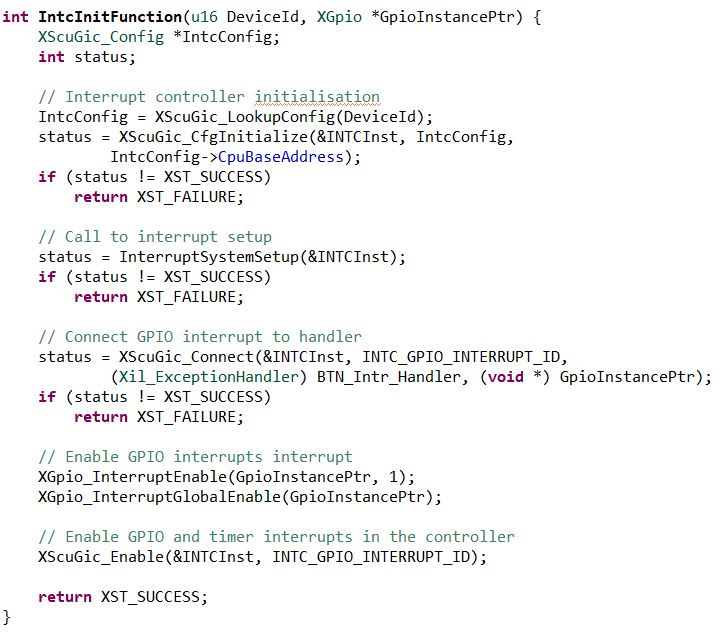 int IntcInitFunction(u16 DeviceId, XGpio *GpioInstancePtr) {
    XScuGic_Config *IntcConfig;
    int status;

    // Interrupt controller initialisation
    IntcConfig = XScuGic_LookupConfig(DeviceId);
    status = XScuGic_CfgInitialize(&INTCInst, IntcConfig,
            IntcConfig->CpuBaseAddress);
    if (status != XST_SUCCESS)
        return XST_FAILURE;

    // Call to interrupt setup
    status = InterruptSystemSetup(&INTCInst);
    if (status != XST_SUCCESS)
        return XST_FAILURE;

    // Connect GPIO interrupt to handler
    status = XScuGic_Connect(&INTCInst, INTC_GPIO_INTERRUPT_ID,
            (Xil_ExceptionHandler) BTN_Intr_Handler, (void *) GpioInstancePtr);
    if (status != XST_SUCCESS)
        return XST_FAILURE;

    // Enable GPIO interrupts interrupt
    XGpio_InterruptEnable(GpioInstancePtr, 1);
    XGpio_InterruptGlobalEnable(GpioInstancePtr);

    // Enable GPIO and timer interrupts in the controller
    XScuGic_Enable(&INTCInst, INTC_GPIO_INTERRUPT_ID);

    return XST_SUCCESS;
}